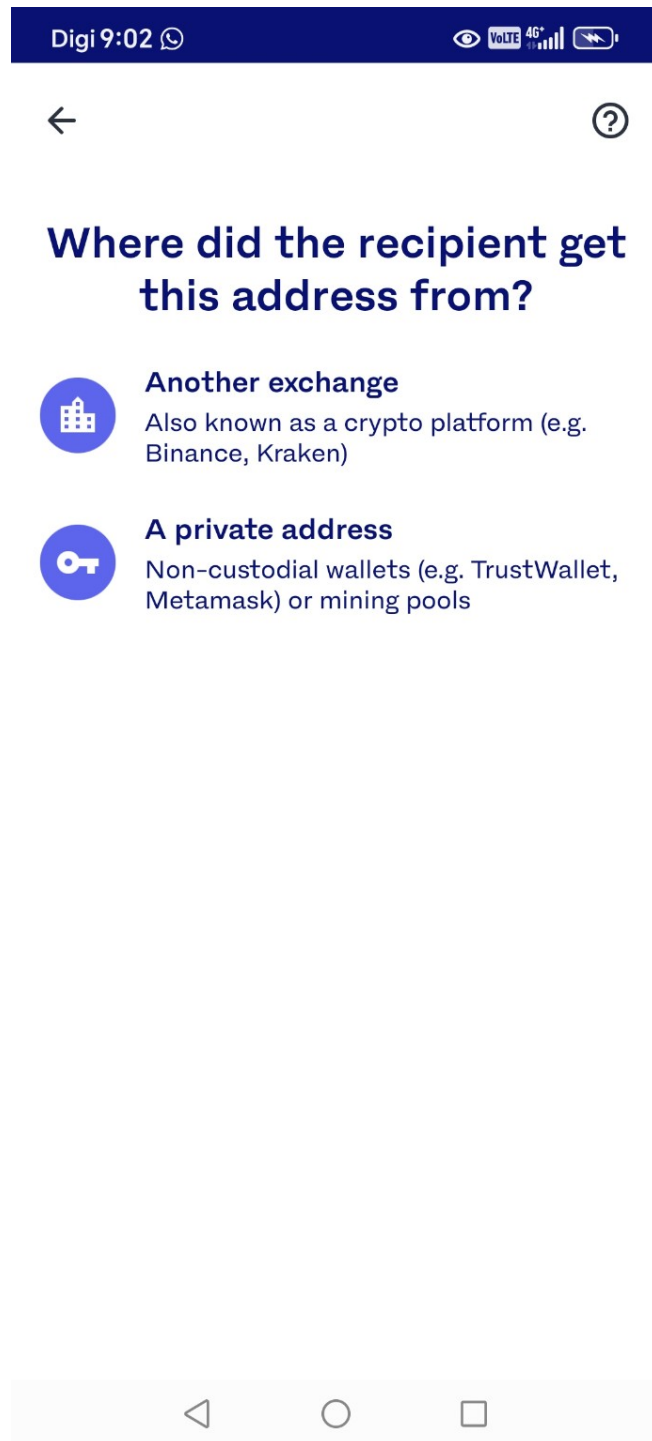 Digi 9:02
VoLTE 4G+
Where did the recipient get
this address from?
Another exchange
Also known as a crypto platform (e.g.
Binance, Kraken)
A private address
Non-custodial wallets (e.g. TrustWallet,
Metamask) or mining pools